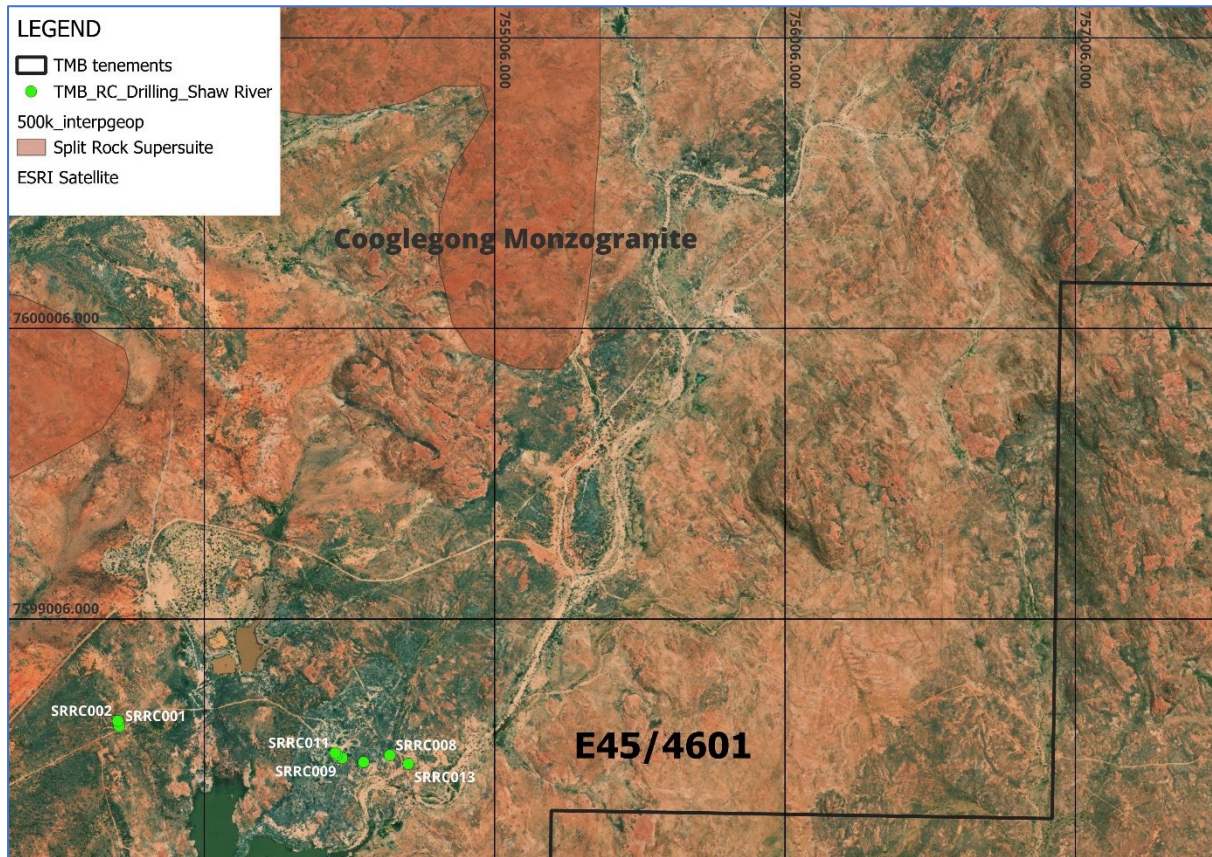 LEGEND
TMB tenements
TMB_RC_Drilling_Shaw River
500k_interpgeop
Split Rock Supersuite
ESRI Satellite
755006.000
756006.000
757006.000
Cooglegong Monzogranite
7600006.000
7599006.000
SRRC002
SRRC001
SRRC011
SRRC008
SRRC009
SRRC013
E45/4601